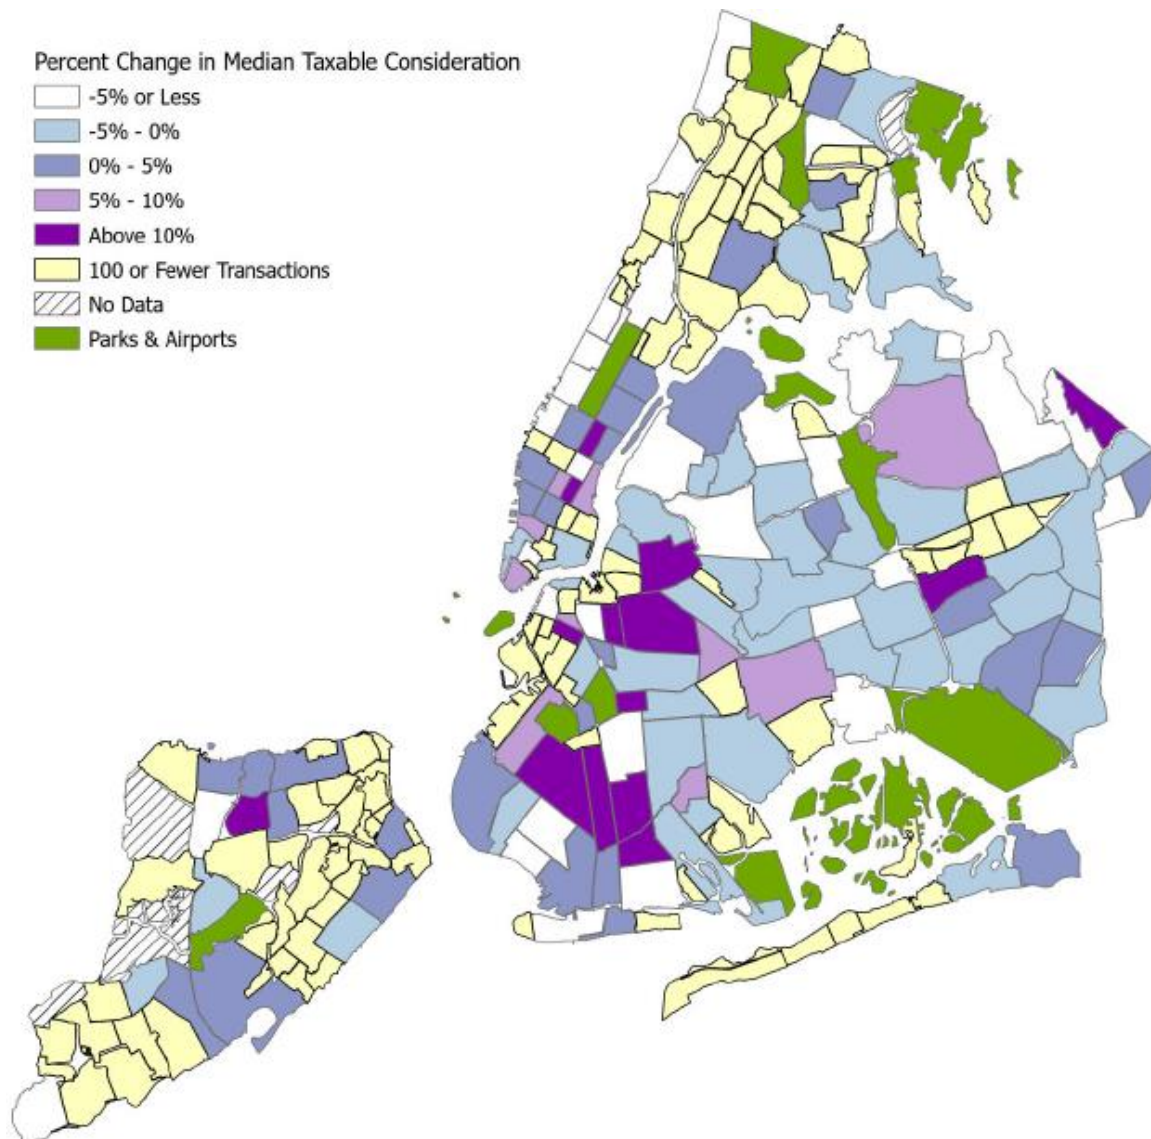 Percent Change in Median Taxable Consideration
-5% or Less
-5% - 0%
0% - 5%
5% - 10%
Above 10%
100 or Fewer Transactions
No Data
Parks & Airports